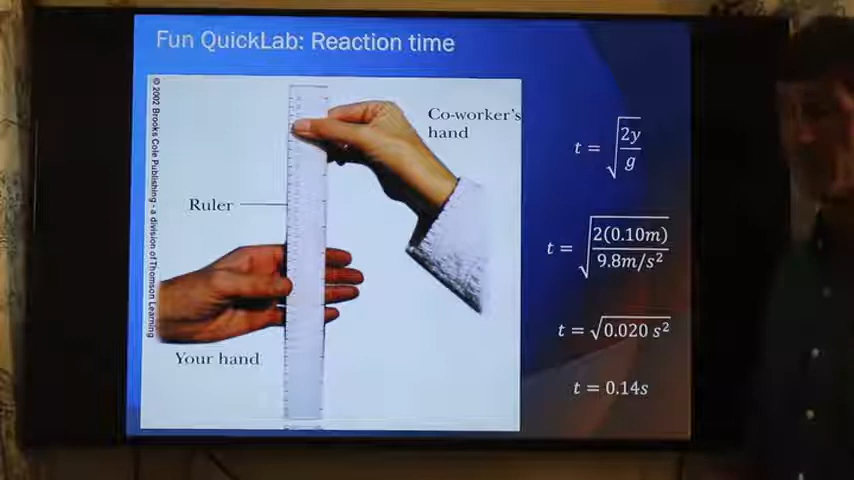 Fun QuickLab: Reaction time
© 2002 Brooks Cole Publishing - a division of Thomson Learning
Co-worker's
hand
Ruler
Your hand
t = √(2y/g)
t = √(2(0.10m)/9.8m/s²)
t = √0.020 s²
t = 0.14s